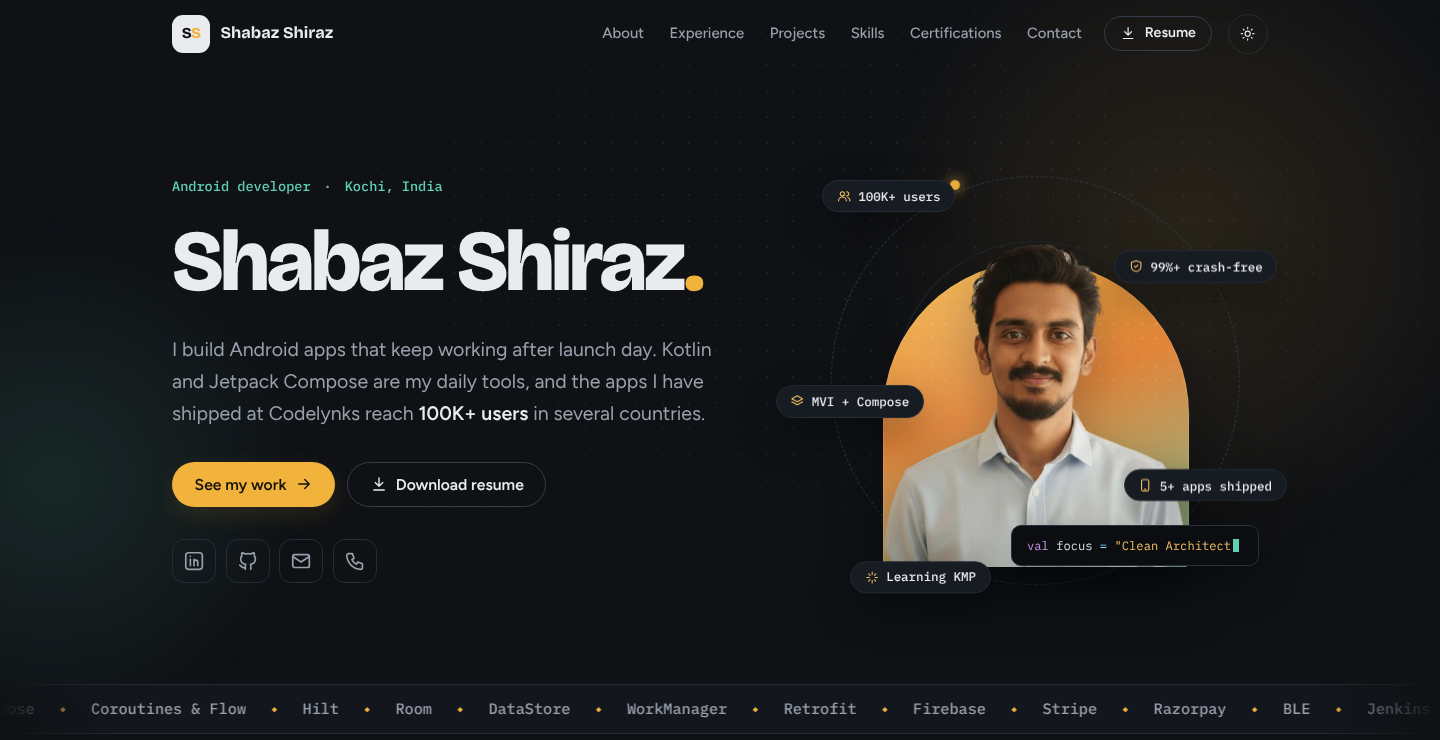 SS Shabaz Shiraz About Experience Projects Skills Certifications Contact Resume
Android developer · Kochi, India
100K+ users
Shabaz Shiraz.
99%+ crash-free
I build Android apps that keep working after launch day. Kotlin
and Jetpack Compose are my daily tools, and the apps I have
shipped at Codelynks reach 100K+ users in several countries.
MVI + Compose
See my work → Download resume
5+ apps shipped
val focus = "Clean Architect
in
Learning KMP
ose ◆ Coroutines & Flow ◆ Hilt ◆ Room ◆ DataStore ◆ WorkManager ◆ Retrofit ◆ Firebase ◆ Stripe ◆ Razorpay ◆ BLE ◆ Jenkins